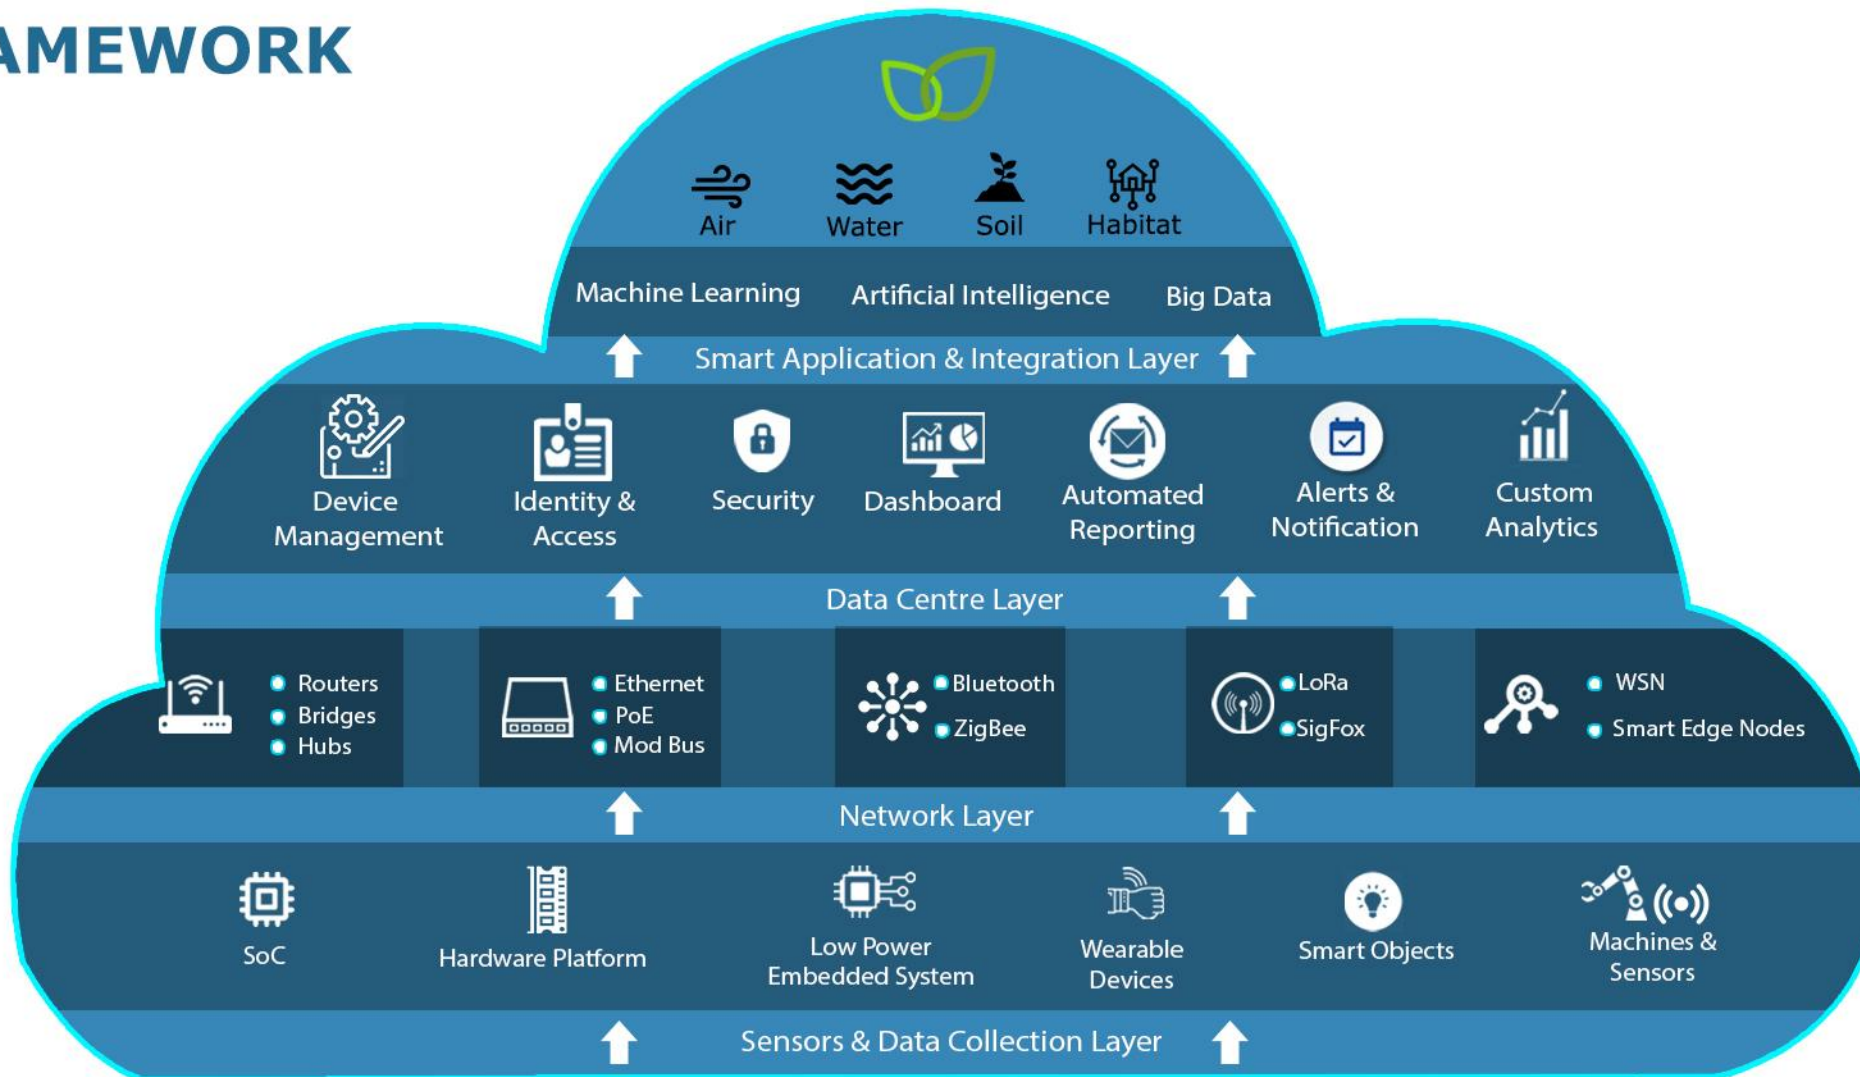 AMEWORK
Air
Water
Soil
Habitat
Machine Learning
Artificial Intelligence
Big Data
Smart Application & Integration Layer
Device
Management
Identity &
Access
Security
Dashboard
Automated
Reporting
Alerts &
Notification
Custom
Analytics
Data Centre Layer
Routers
Bridges
Hubs
Ethernet
PoE
Mod Bus
Bluetooth
ZigBee
LoRa
SigFox
WSN
Smart Edge Nodes
Network Layer
SoC
Hardware Platform
Low Power
Embedded System
Wearable
Devices
Smart Objects
Machines &
Sensors
Sensors & Data Collection Layer